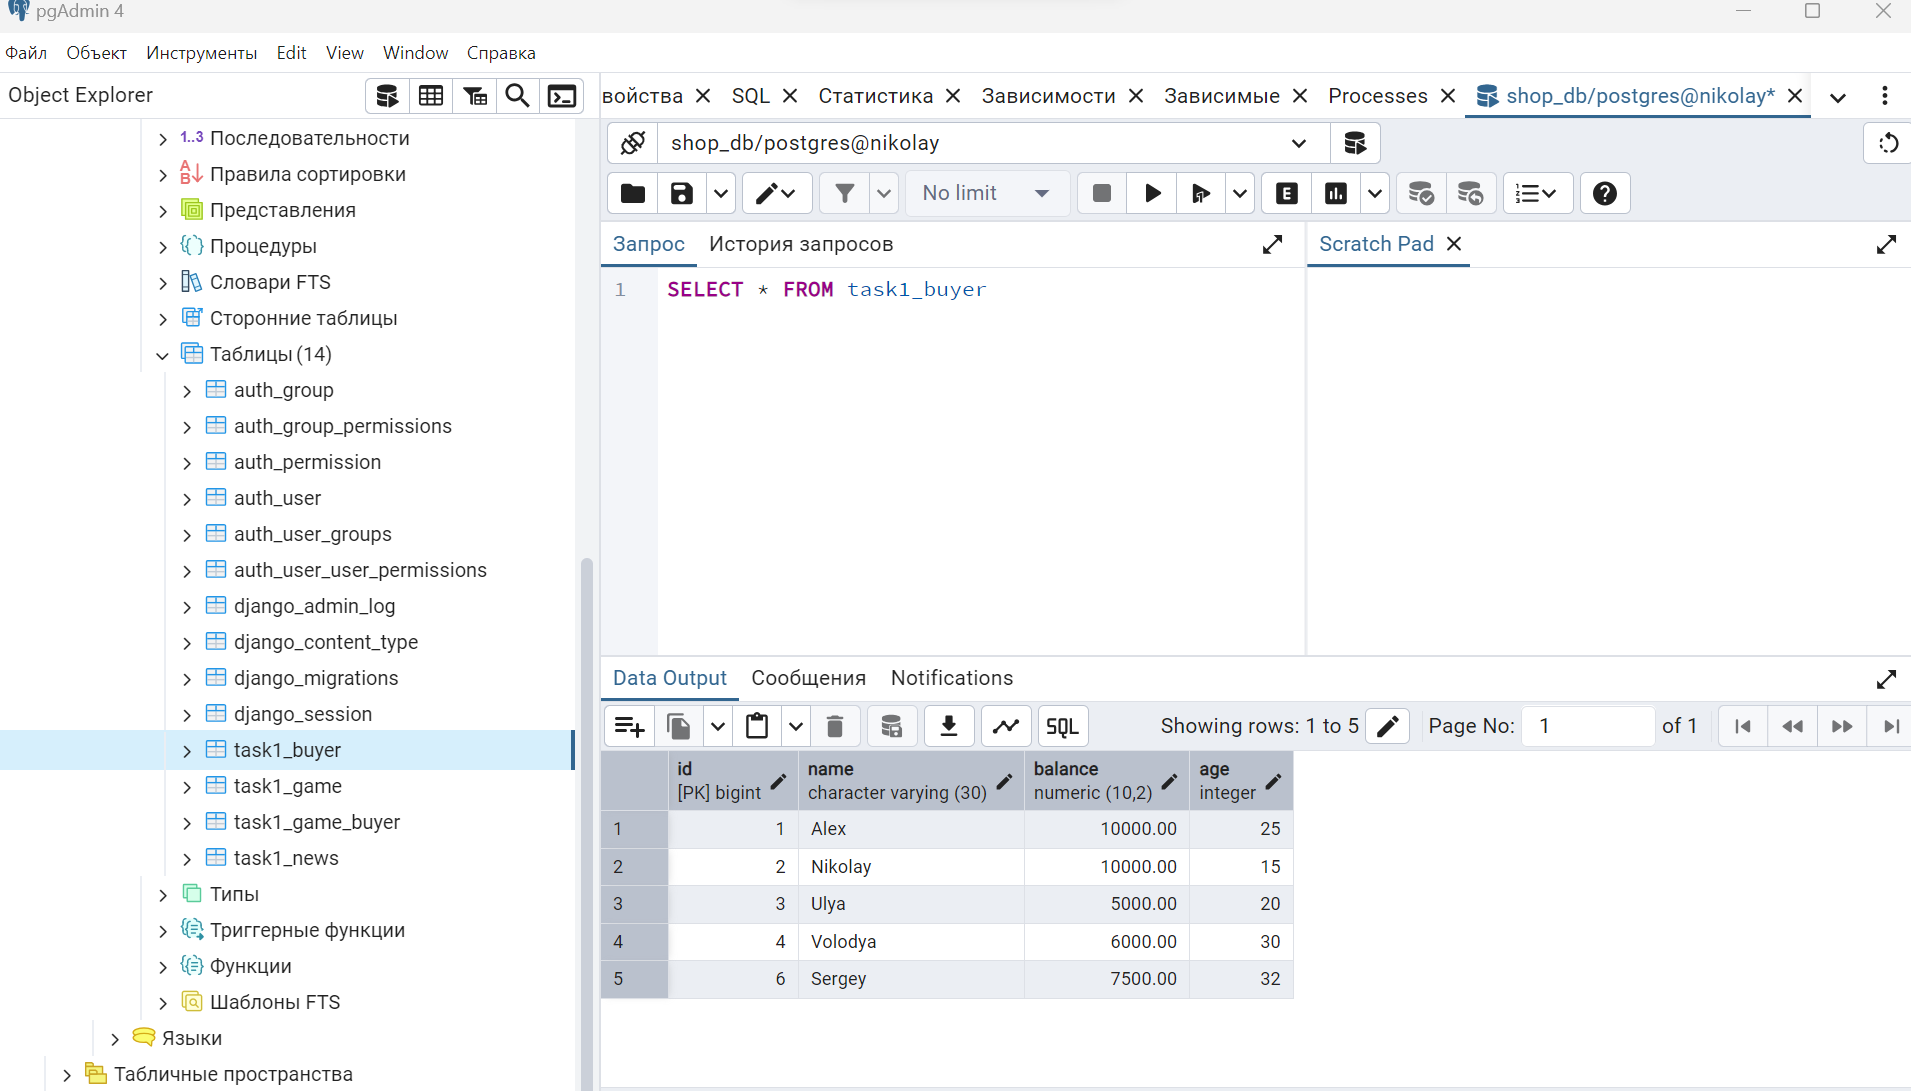 pgAdmin 4
Файл Объект Инструменты Edit View Window Справка
Object Explorer
войства SQL Статистика Зависимости Зависимые Processes shop_db/postgres@nikolay*
shop_db/postgres@nikolay
No limit
Запрос История запросов
Scratch Pad
1 SELECT * FROM task1_buyer
1..3 Последовательности
Правила сортировки
Представления
Процедуры
Словари FTS
Сторонние таблицы
Таблицы (14)
auth_group
auth_group_permissions
auth_permission
auth_user
auth_user_groups
auth_user_user_permissions
django_admin_log
django_content_type
django_migrations
django_session
task1_buyer
task1_game
task1_game_buyer
task1_news
Типы
Триггерные функции
Функции
Шаблоны FTS
Языки
Табличные пространства
Data Output Сообщения Notifications
SQL Showing rows: 1 to 5 Page No: 1 of 1
id name balance age
[PK] bigint character varying (30) numeric (10,2) integer
1 1 Alex 10000.00 25
2 2 Nikolay 10000.00 15
3 3 Ulya 5000.00 20
4 4 Volodya 6000.00 30
5 6 Sergey 7500.00 32